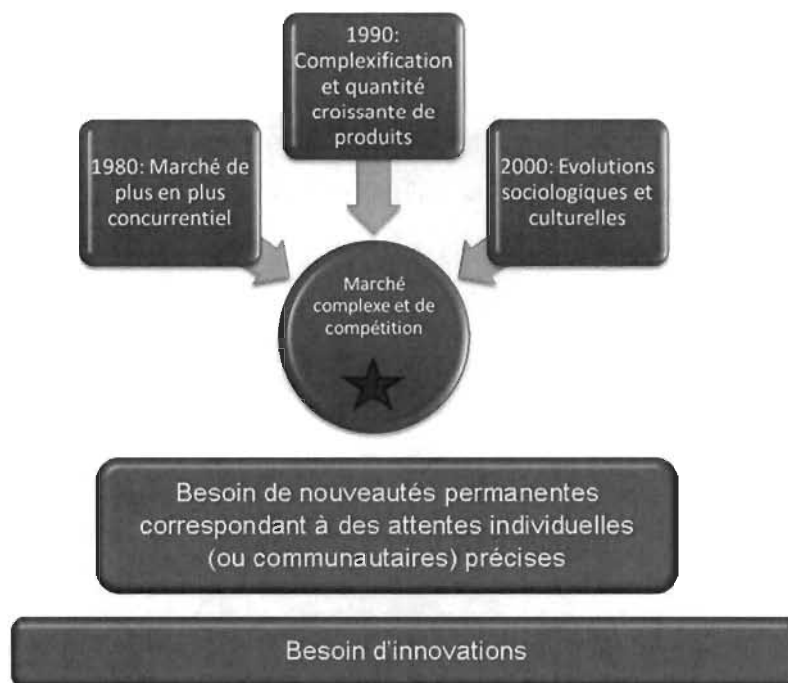 1990:
Complexification
et quantité
croissante de
produits
1980: Marché de
plus en plus
concurrentiel
2000: Evolutions
sociologiques et
culturelles
Marché
complexe et de
compétition
Besoin de nouveautés permanentes
correspondant à des attentes individuelles
(ou communautaires) précises
Besoin d'innovations